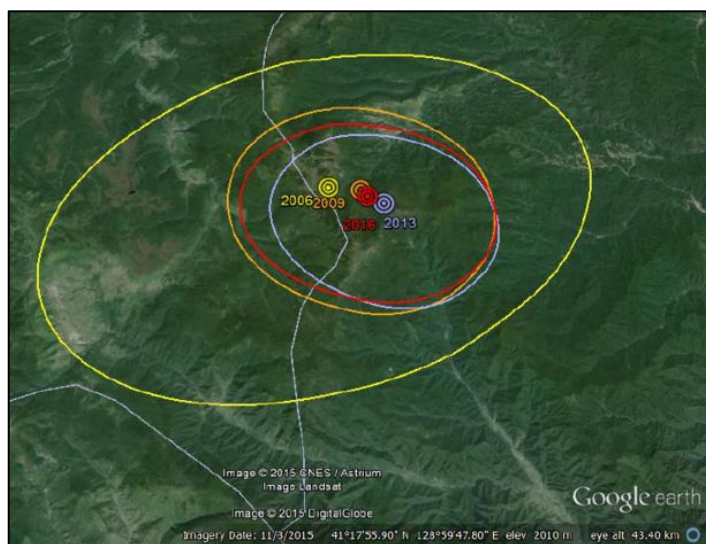 2006
2009
2016
2013
Image © 2015 CNES / Astrium
Image Landsat
Image © 2015 DigitalGlobe
Google earth
Imagery Date: 11/3/2015 41°17'55.90" N 128°59'47.80" E elev 2010 m eye alt 43.40 km